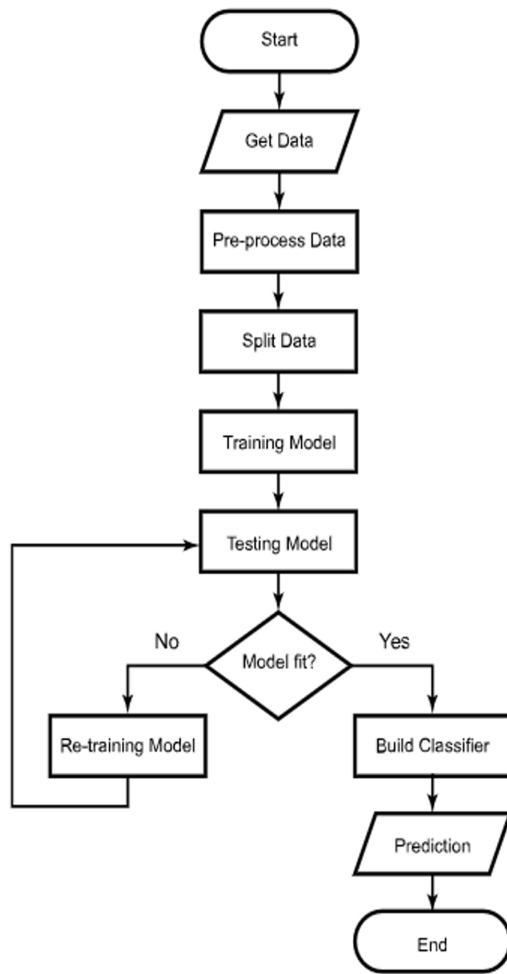 Start
Get Data
Pre-process Data
Split Data
Training Model
Testing Model
No
Model fit?
Yes
Re-training Model
Build Classifier
Prediction
End